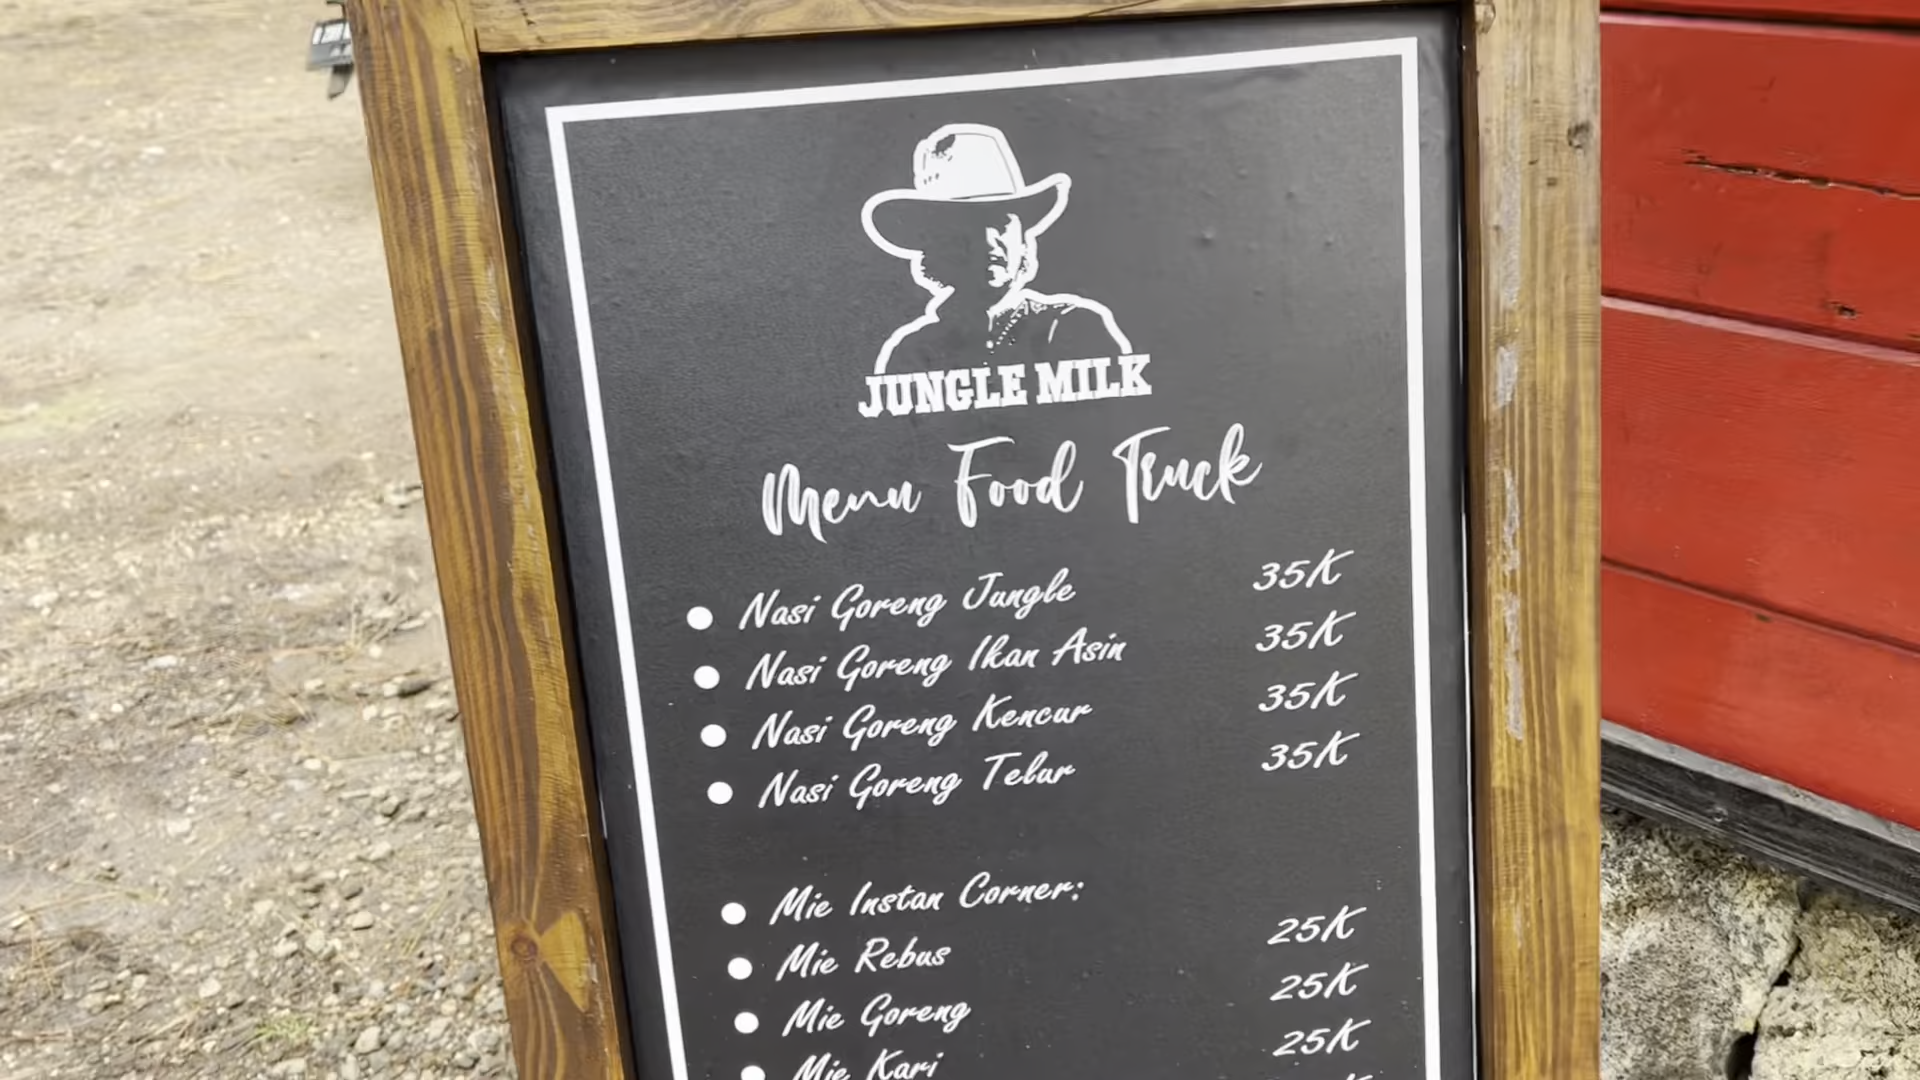 JUNGLE MILK
Menu Food Truck
Nasi Goreng Jungle 35K
Nasi Goreng Ikan Asin 35K
Nasi Goreng Kencur 35K
Nasi Goreng Telur 35K
Mie Instan Corner:
Mie Rebus 25K
Mie Goreng 25K
Mie Kari 25K